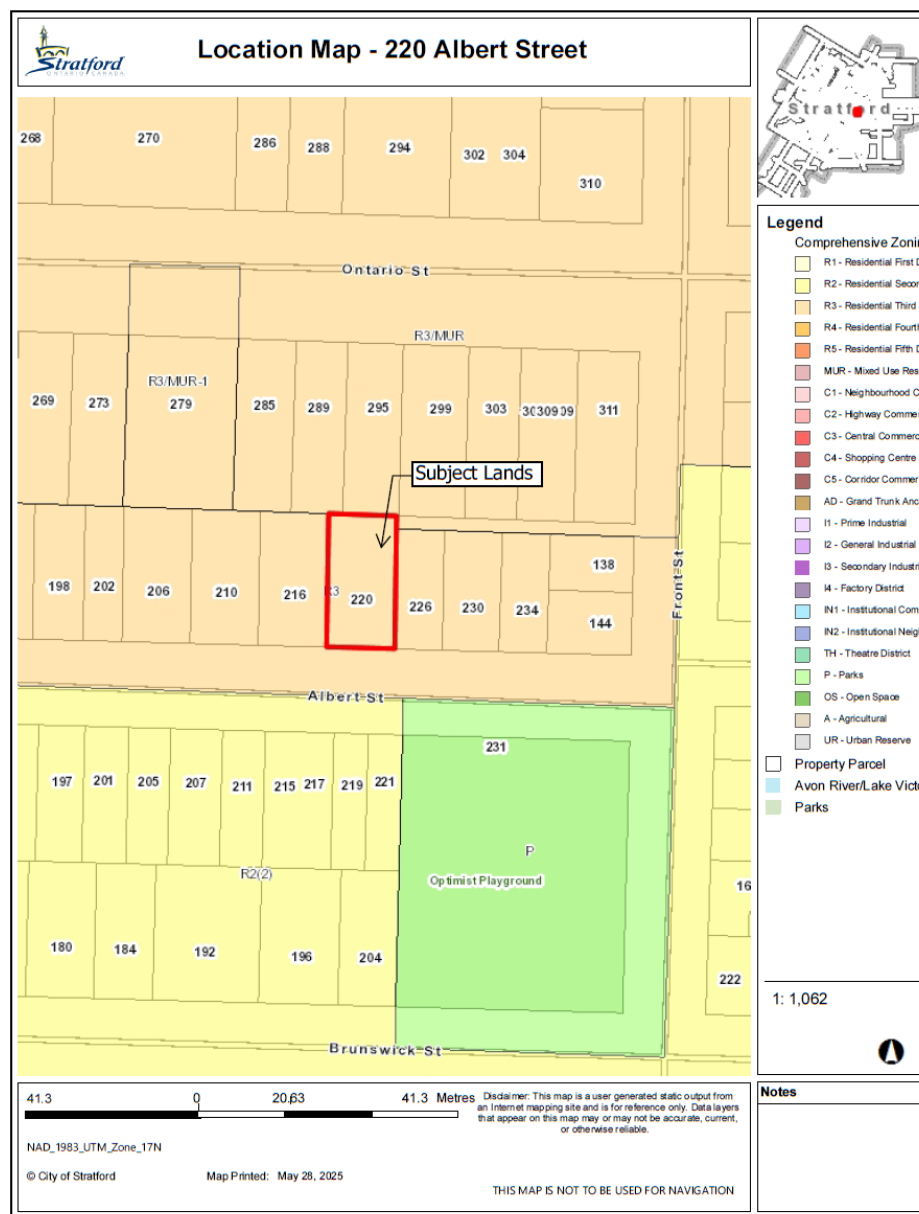 Stratford
ONTARIO CANADA
Location Map - 220 Albert Street
268
270
286
288
294
302
304
310
Ontario St
R3/MUR
R3/MUR-1
269
273
279
285
289
295
299
303
309
311
Subject Lands
198
202
206
210
216
R3
220
226
230
234
138
144
Front St
Albert St
231
197
201
205
207
211
215
217
219
221
P
R2(2)
Optimist Playground
16
180
184
192
196
204
222
Brunswick St
Stratford
Legend
Comprehensive Zonin
R1 - Residential First D
R2 - Residential Secon
R3 - Residential Third
R4 - Residential Fourth
R5 - Residential Fifth D
MUR - Mixed Use Res
C1 - Neighbourhood C
C2 - Highway Commer
C3 - Central Commerc
C4 - Shopping Centre
C5 - Corridor Commer
AD - Grand Trunk Anc
I1 - Prime Industrial
I2 - General Industrial
I3 - Secondary Industri
I4 - Factory District
IN1 - Institutional Com
IN2 - Institutional Neigh
TH - Theatre District
P - Parks
OS - Open Space
A - Agricultural
UR - Urban Reserve
Property Parcel
Avon River/Lake Victo
Parks
1: 1,062
41.3 0 20.63 41.3 Metres
NAD_1983_UTM_Zone_17N
© City of Stratford
Map Printed: May 28, 2025
Disclaimer: This map is a user generated static output from
an Internet mapping site and is for reference only. Data layers
that appear on this map may or may not be accurate, current,
or otherwise reliable.
THIS MAP IS NOT TO BE USED FOR NAVIGATION
Notes